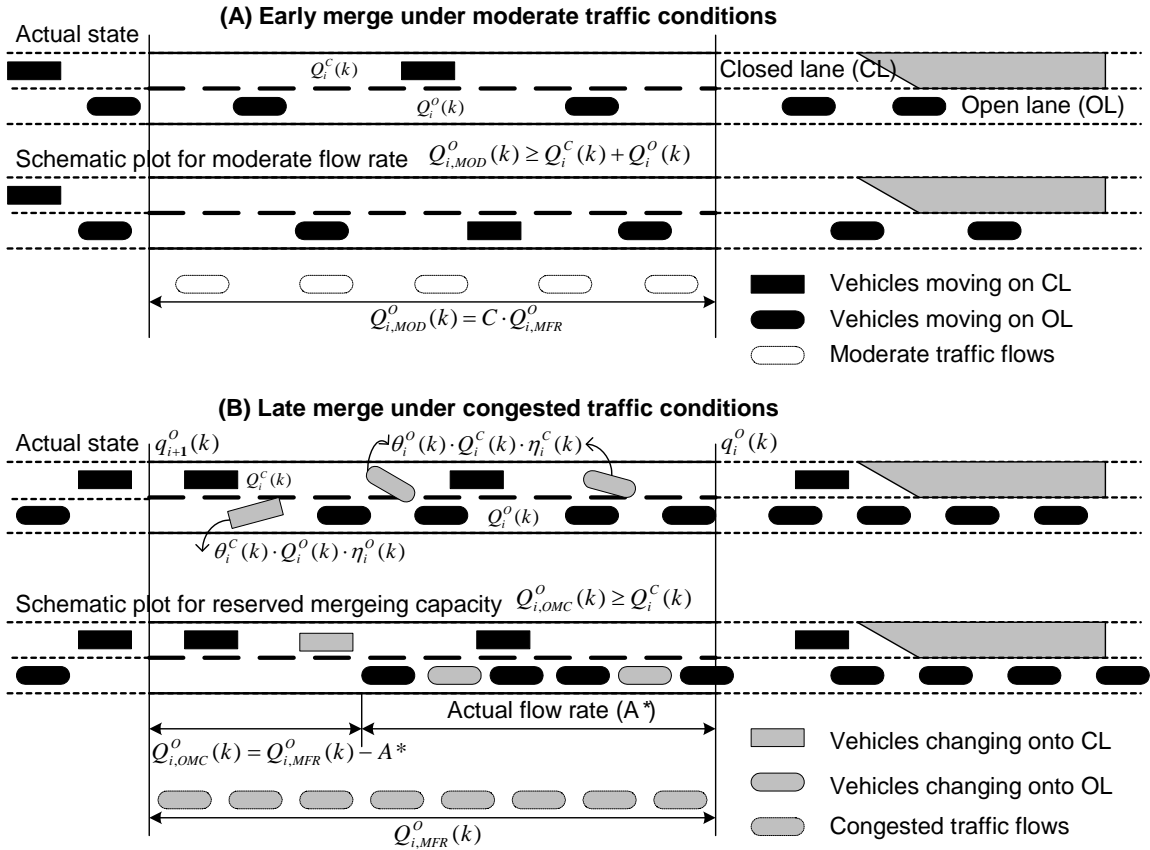 (A) Early merge under moderate traffic conditions
Actual state
Q_i^C(k)
Closed lane (CL)
Q_i^O(k)
Open lane (OL)
Schematic plot for moderate flow rate Q_{i,MOD}^O(k) ≥ Q_i^C(k) + Q_i^O(k)
Vehicles moving on CL
Q_{i,MOD}^O(k) = C · Q_{i,MFR}^O
Vehicles moving on OL
Moderate traffic flows
(B) Late merge under congested traffic conditions
Actual state
q_{i+1}^O(k)
θ_i^O(k) · Q_i^C(k) · η_i^C(k)
q_i^O(k)
Q_i^C(k)
Q_i^O(k)
θ_i^C(k) · Q_i^O(k) · η_i^O(k)
Schematic plot for reserved mergeing capacity Q_{i,OMC}^O(k) ≥ Q_i^C(k)
Actual flow rate (A*)
Q_{i,OMC}^O(k) = Q_{i,MFR}^O(k) − A*
Vehicles changing onto CL
Vehicles changing onto OL
Congested traffic flows
Q_{i,MFR}^O(k)